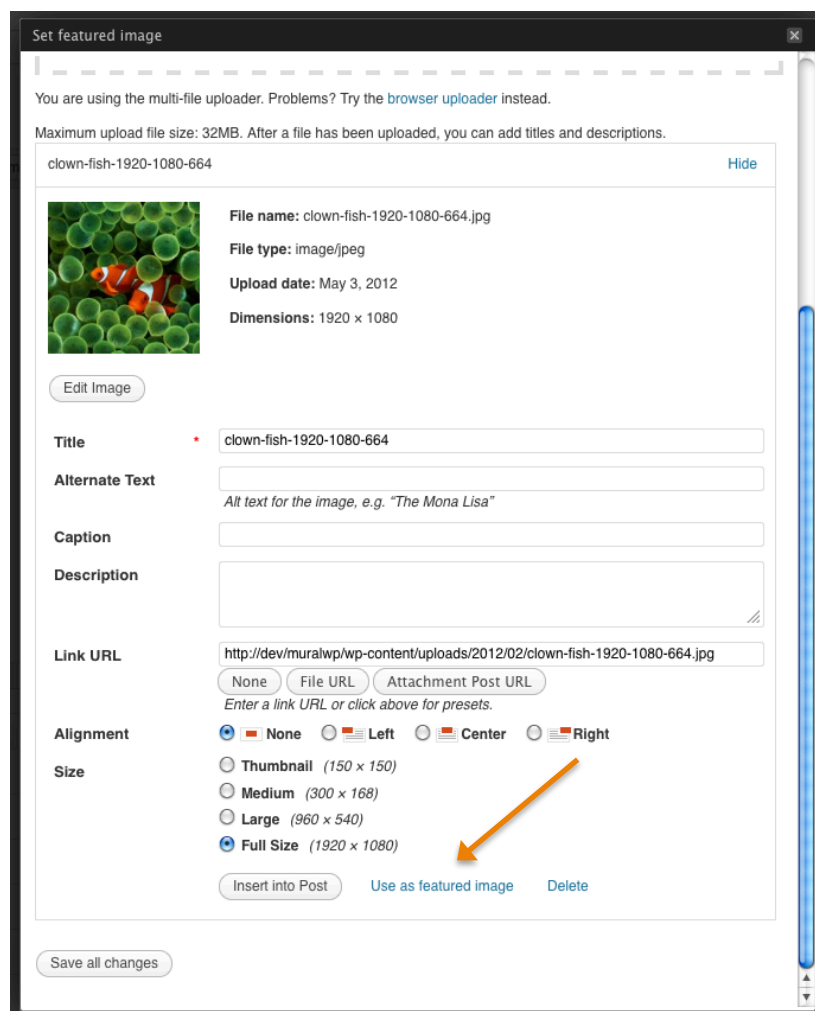 Set featured image
You are using the multi-file uploader. Problems? Try the browser uploader instead.
Maximum upload file size: 32MB. After a file has been uploaded, you can add titles and descriptions.
clown-fish-1920-1080-664 Hide
File name: clown-fish-1920-1080-664.jpg
File type: image/jpeg
Upload date: May 3, 2012
Dimensions: 1920 × 1080
Edit Image
Title * clown-fish-1920-1080-664
Alternate Text
Alt text for the image, e.g. “The Mona Lisa”
Caption
Description
Link URL http://dev/muralwp/wp-content/uploads/2012/02/clown-fish-1920-1080-664.jpg
None File URL Attachment Post URL
Enter a link URL or click above for presets.
Alignment None Left Center Right
Size Thumbnail (150 × 150)
Medium (300 × 168)
Large (960 × 540)
Full Size (1920 × 1080)
Insert into Post Use as featured image Delete
Save all changes